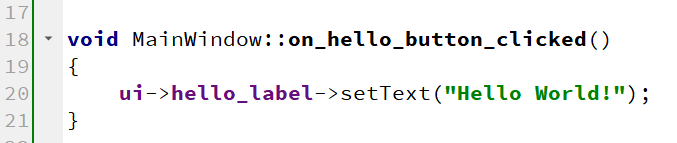 17
18 void MainWindow::on_hello_button_clicked()
19 {
20     ui->hello_label->setText("Hello World!");
21 }